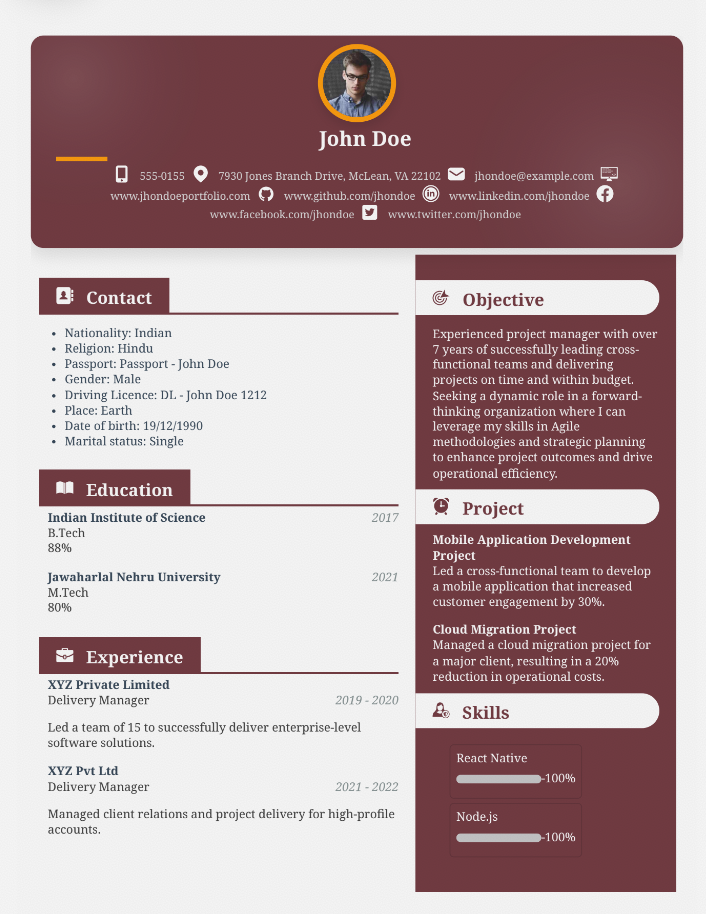 John Doe
555-0155 7930 Jones Branch Drive, McLean, VA 22102 jhondoe@example.com
www.jhondoeportfolio.com www.github.com/jhondoe www.linkedin.com/jhondoe
www.facebook.com/jhondoe www.twitter.com/jhondoe
Contact
• Nationality: Indian
• Religion: Hindu
• Passport: Passport - John Doe
• Gender: Male
• Driving Licence: DL - John Doe 1212
• Place: Earth
• Date of birth: 19/12/1990
• Marital status: Single
Education
Indian Institute of Science 2017
B.Tech
88%
Jawaharlal Nehru University 2021
M.Tech
80%
Experience
XYZ Private Limited
Delivery Manager 2019 - 2020
Led a team of 15 to successfully deliver enterprise-level
software solutions.
XYZ Pvt Ltd
Delivery Manager 2021 - 2022
Managed client relations and project delivery for high-profile
accounts.
Objective
Experienced project manager with over
7 years of successfully leading cross-
functional teams and delivering
projects on time and within budget.
Seeking a dynamic role in a forward-
thinking organization where I can
leverage my skills in Agile
methodologies and strategic planning
to enhance project outcomes and drive
operational efficiency.
Project
Mobile Application Development
Project
Led a cross-functional team to develop
a mobile application that increased
customer engagement by 30%.
Cloud Migration Project
Managed a cloud migration project for
a major client, resulting in a 20%
reduction in operational costs.
Skills
React Native
-100%
Node.js
-100%